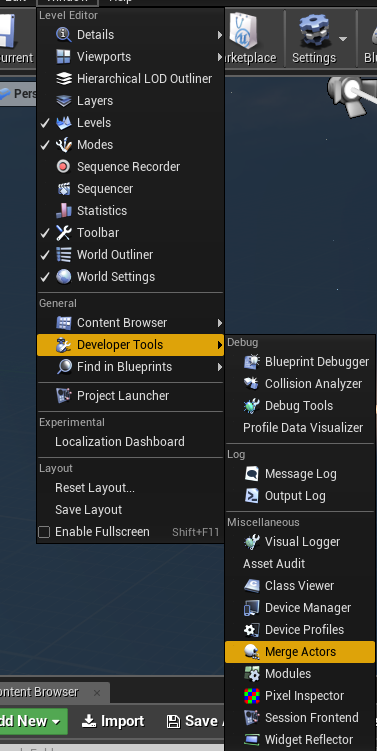 Window
Help
Level Editor
Details
Viewports
Hierarchical LOD Outliner
Layers
Levels
Modes
Sequence Recorder
Sequencer
Statistics
Toolbar
World Outliner
World Settings
General
Content Browser
Developer Tools
Find in Blueprints
Project Launcher
Experimental
Localization Dashboard
Layout
Reset Layout...
Save Layout
Enable Fullscreen Shift+F11
urrent
rketplace
Settings
Blu
Pers
Debug
Blueprint Debugger
Collision Analyzer
Debug Tools
Profile Data Visualizer
Log
Message Log
Output Log
Miscellaneous
Visual Logger
Asset Audit
Class Viewer
Device Manager
Device Profiles
Merge Actors
Modules
Pixel Inspector
Session Frontend
Widget Reflector
ontent Browser
dd New
Import
Save A